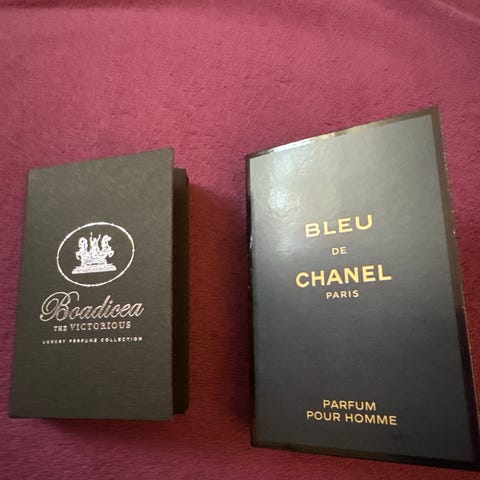 Boadicea
THE VICTORIOUS
LUXURY PERFUME COLLECTION
BLEU
DE
CHANEL
PARIS
PARFUM
POUR HOMME